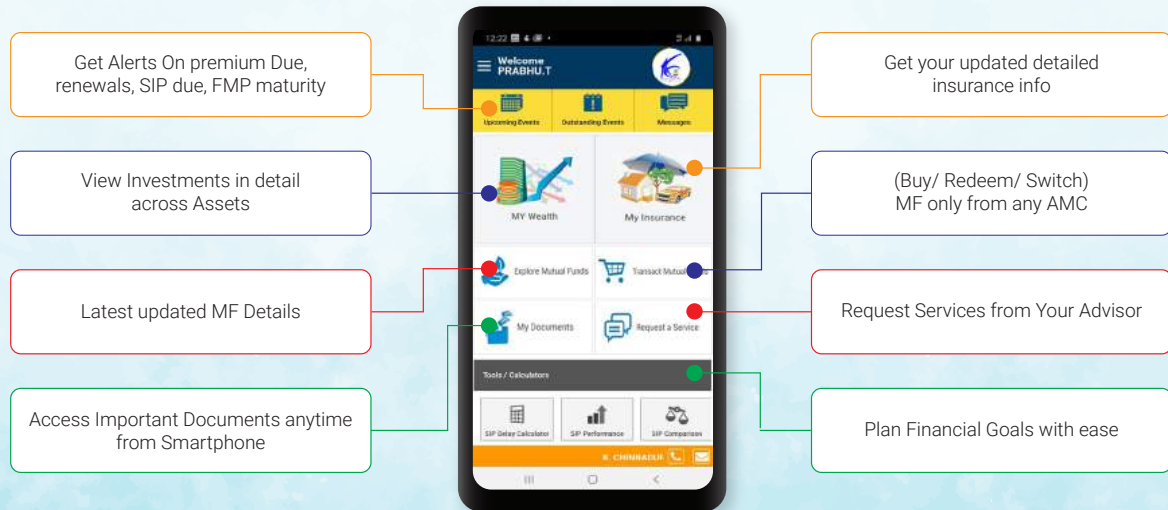 Get Alerts On premium Due,
renewals, SIP due, FMP maturity
View Investments in detail
across Assets
Latest updated MF Details
Access Important Documents anytime
from Smartphone
12:22
Welcome
PRABHU.T
Upcoming Events
Outstanding Events
Messages
MY Wealth
My Insurance
Explore Mutual Funds
Transact Mutual
My Documents
Request a Service
Tools / Calculators
SIP Delay Calculator
SIP Performance
SIP Comparison
Get your updated detailed
insurance info
(Buy/ Redeem/ Switch)
MF only from any AMC
Request Services from Your Advisor
Plan Financial Goals with ease